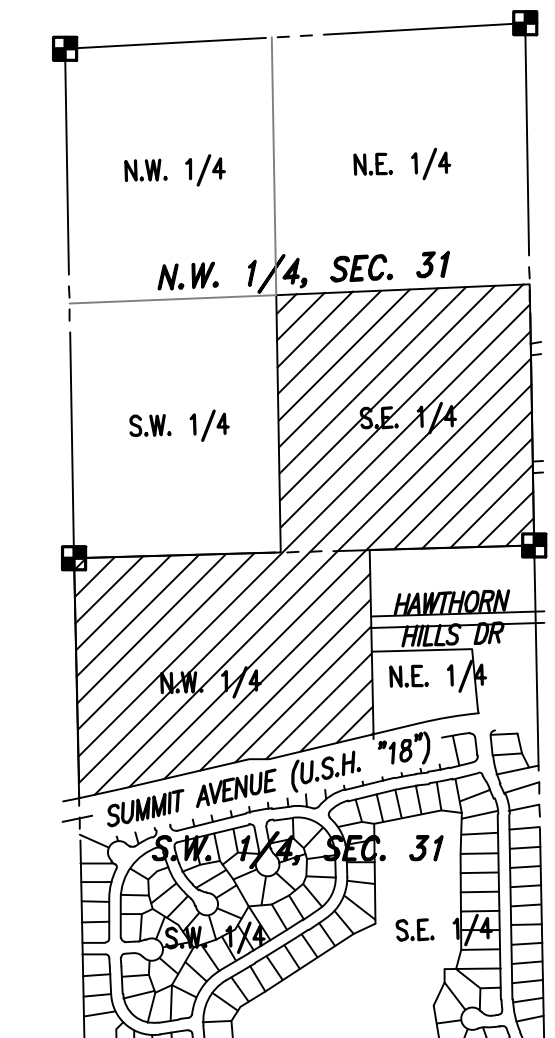 N.W. 1/4
N.E. 1/4
N.W. 1/4, SEC. 31
S.W. 1/4
S.E. 1/4
HAWTHORN
HILLS DR
N.W. 1/4
N.E. 1/4
SUMMIT AVENUE (U.S.H. "18")
S.W. 1/4, SEC. 31
S.W. 1/4
S.E. 1/4